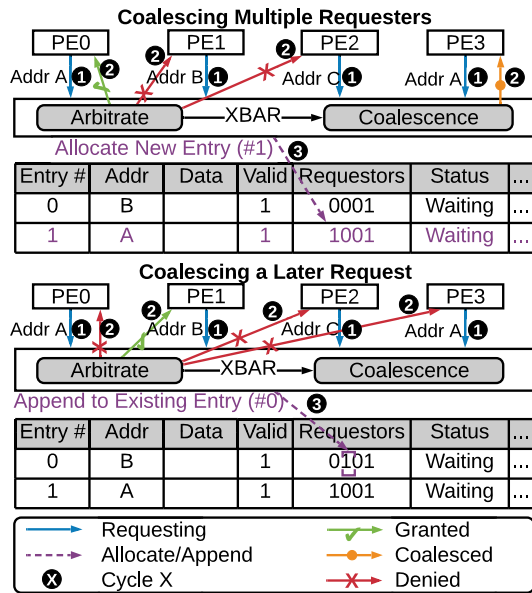 Coalescing Multiple Requesters
PE0 PE1 PE2 PE3
2 2 2 2
Addr A 1 Addr B 1 Addr C 1 Addr A 1
Arbitrate XBAR Coalescence
Allocate New Entry (#1) 3
Entry # Addr Data Valid Requestors Status ...
0 B 1 0001 Waiting ...
1 A 1 1001 Waiting ...
Coalescing a Later Request
PE0 PE1 PE2 PE3
2 2 2
Addr A 1 2 Addr B 1 Addr C 1 Addr A 1
Arbitrate XBAR Coalescence
Append to Existing Entry (#0) 3
Entry # Addr Data Valid Requestors Status ...
0 B 1 0101 Waiting ...
1 A 1 1001 Waiting ...
Requesting Granted
Allocate/Append Coalesced
X Cycle X Denied